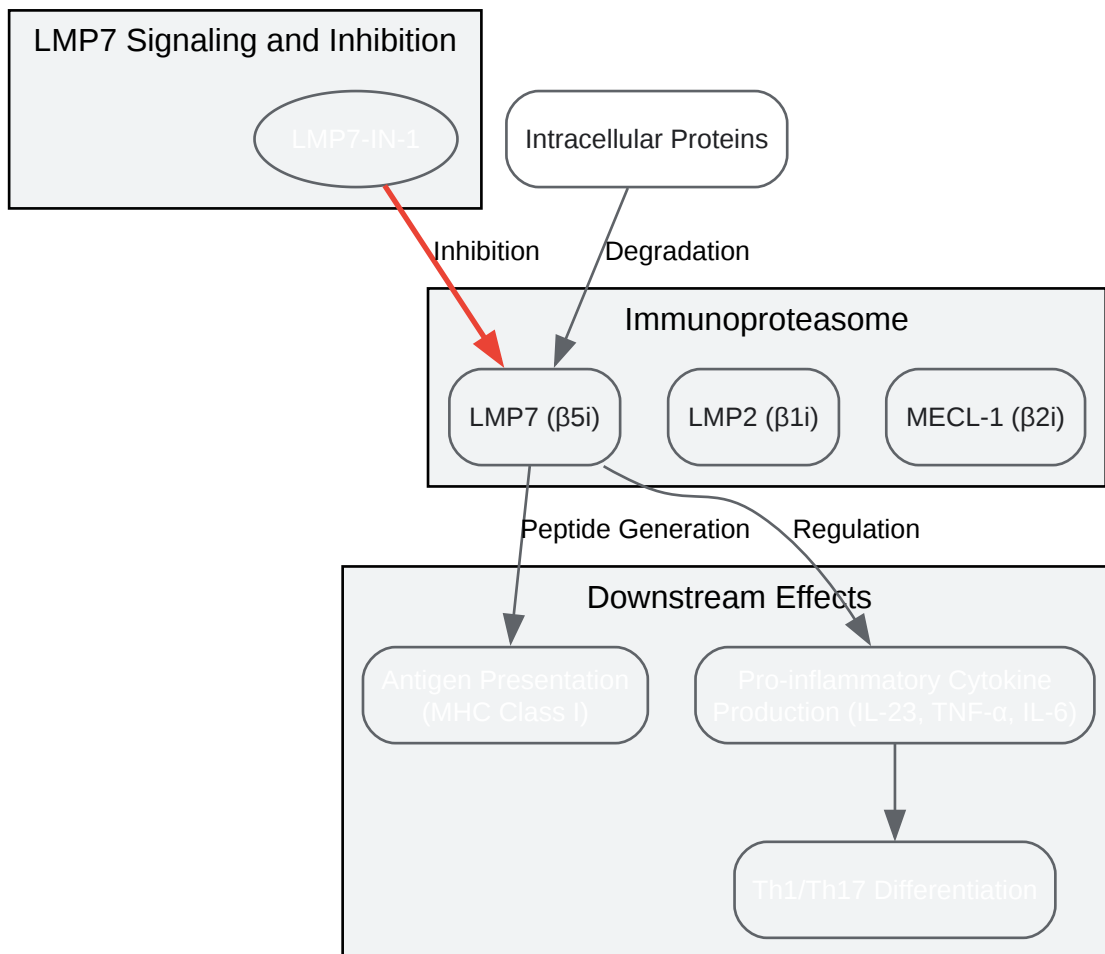 LMP7 Signaling and Inhibition
LMP7-IN-1
Intracellular Proteins
Inhibition
Degradation
Immunoproteasome
LMP7 (β5i)
LMP2 (β1i)
MECL-1 (β2i)
Peptide Generation
Regulation
Downstream Effects
Antigen Presentation
(MHC Class I)
Pro-inflammatory Cytokine
Production (IL-23, TNF-α, IL-6)
Th1/Th17 Differentiation